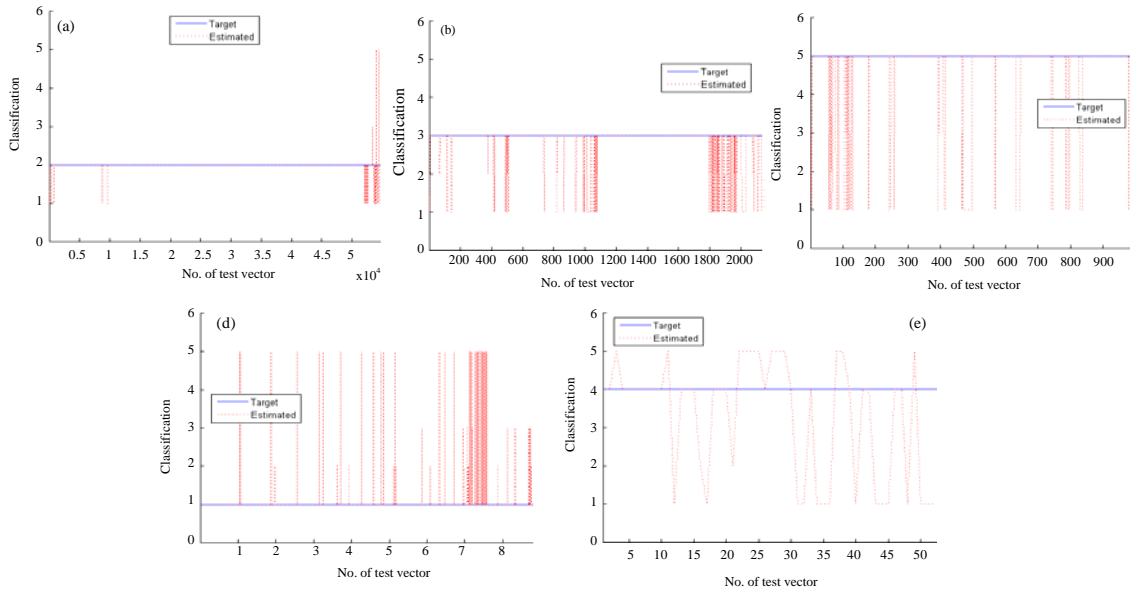 (a)
6
5
4
3
2
1
0
Classification
Target
Estimated
0.5 1 1.5 2 2.5 3 3.5 4 4.5 5
x10^4
No. of test vector
(b)
6
5
4
3
2
1
0
Classification
Target
Estimated
200 400 600 800 1000 1200 1400 1600 1800 2000
No. of test vector
6
5
4
3
2
1
0
Classification
Target
Estimated
100 200 300 400 500 600 700 800 900
No. of test vector
(d)
6
5
4
3
2
1
0
Classification
Target
Estimated
1 2 3 4 5 6 7 8
No. of test vector
(e)
6
5
4
3
2
1
0
Classification
Target
Estimated
5 10 15 20 25 30 35 40 45 50
No. of test vector